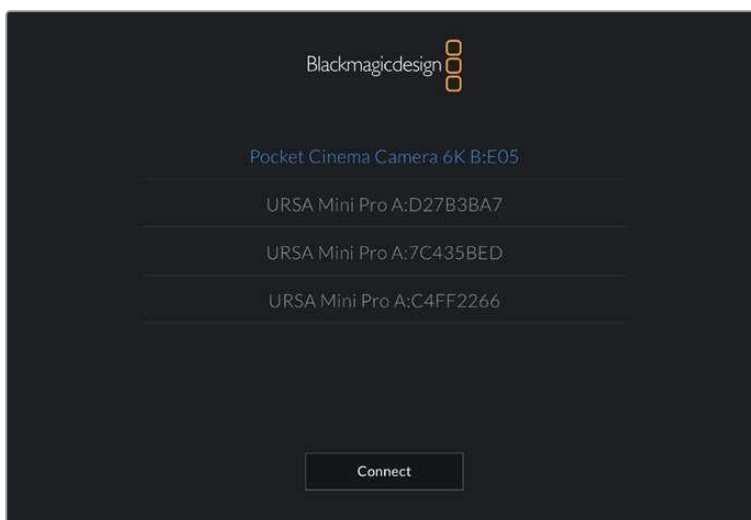 Blackmagicdesign
Pocket Cinema Camera 6K B:E05
URSA Mini Pro A:D27B3BA7
URSA Mini Pro A:7C435BED
URSA Mini Pro A:C4FF2266
Connect